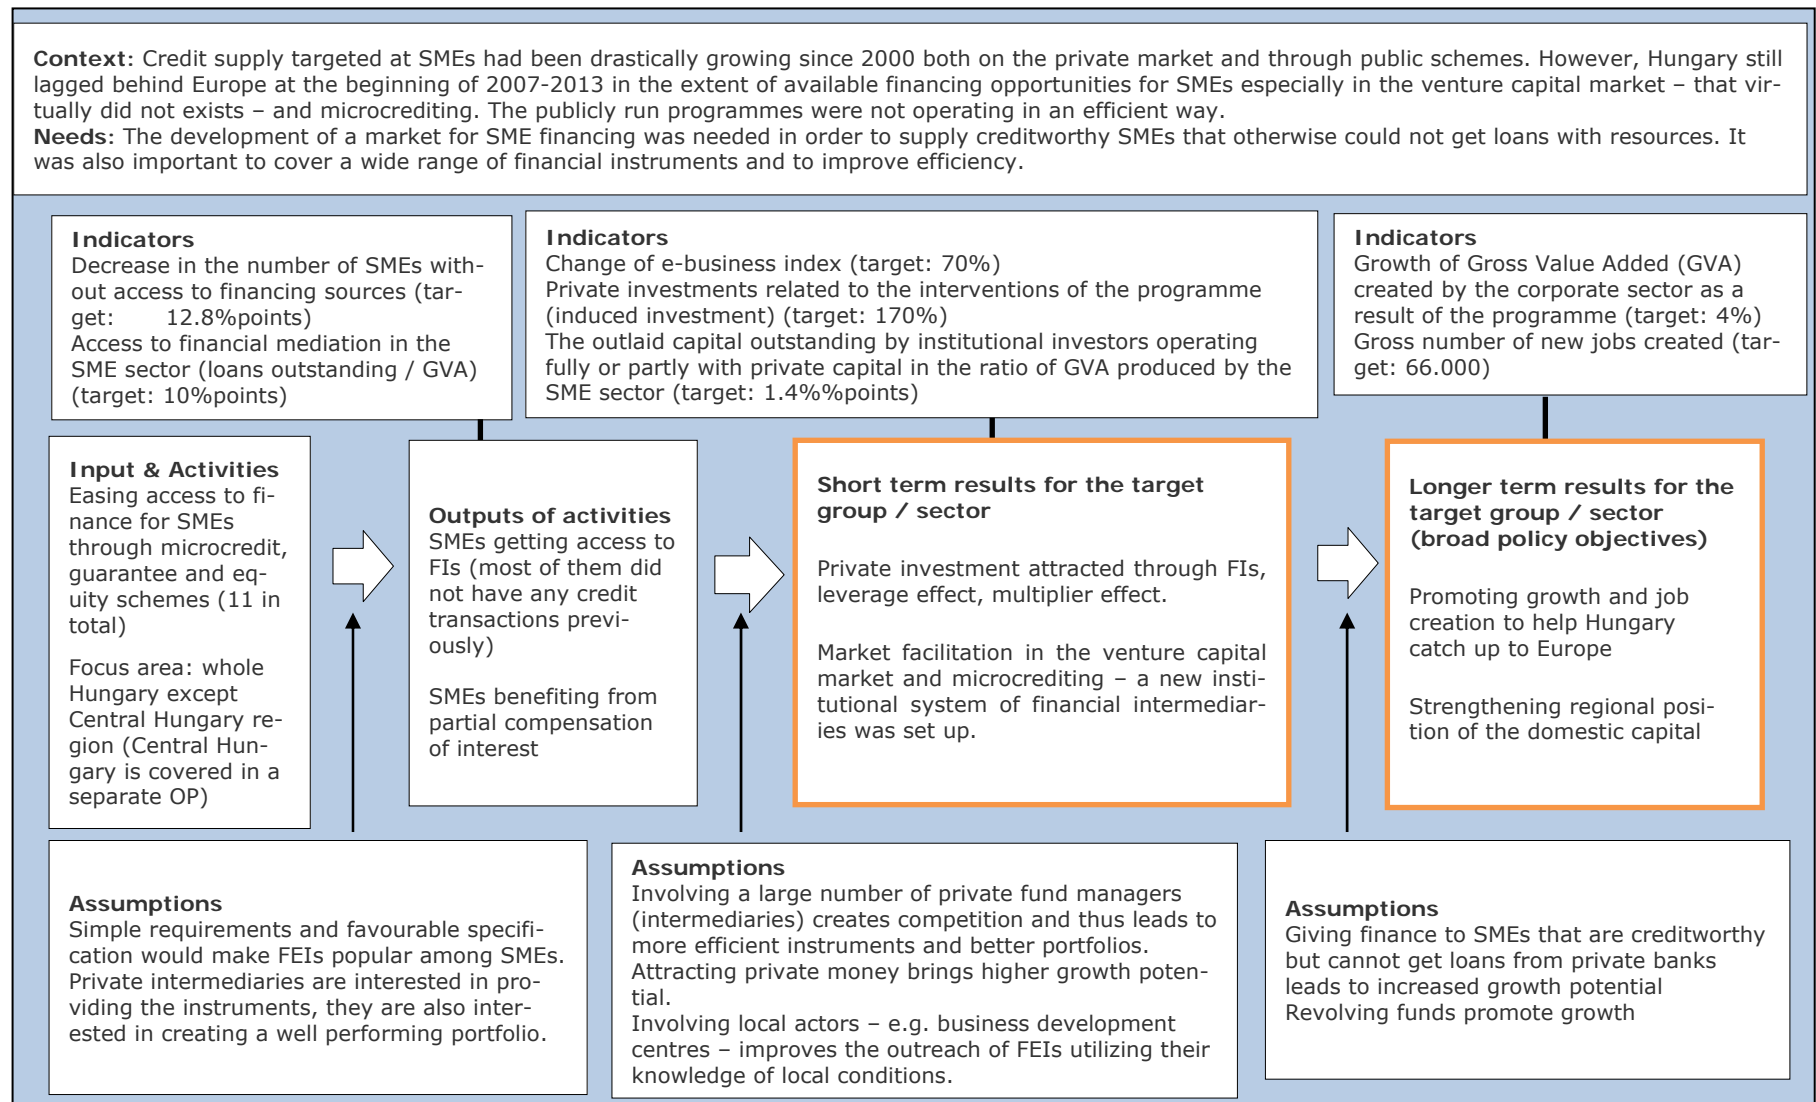 Context: Credit supply targeted at SMEs had been drastically growing since 2000 both on the private market and through public schemes. However, Hungary still
lagged behind Europe at the beginning of 2007-2013 in the extent of available financing opportunities for SMEs especially in the venture capital market – that vir-
tually did not exists – and microcrediting. The publicly run programmes were not operating in an efficient way.
Needs: The development of a market for SME financing was needed in order to supply creditworthy SMEs that otherwise could not get loans with resources. It
was also important to cover a wide range of financial instruments and to improve efficiency.
Indicators
Decrease in the number of SMEs with-
out access to financing sources (tar-
get: 12.8%points)
Access to financial mediation in the
SME sector (loans outstanding / GVA)
(target: 10%points)
Indicators
Change of e-business index (target: 70%)
Private investments related to the interventions of the programme
(induced investment) (target: 170%)
The outlaid capital outstanding by institutional investors operating
fully or partly with private capital in the ratio of GVA produced by the
SME sector (target: 1.4%%points)
Indicators
Growth of Gross Value Added (GVA)
created by the corporate sector as a
result of the programme (target: 4%)
Gross number of new jobs created (tar-
get: 66.000)
Input & Activities
Easing access to fi-
nance for SMEs
through microcredit,
guarantee and eq-
uity schemes (11 in
total)
Focus area: whole
Hungary except
Central Hungary re-
gion (Central Hun-
gary is covered in a
separate OP)
Outputs of activities
SMEs getting access to
FIs (most of them did
not have any credit
transactions previ-
ously)
SMEs benefiting from
partial compensation
of interest
Short term results for the target
group / sector
Private investment attracted through FIs,
leverage effect, multiplier effect.
Market facilitation in the venture capital
market and microcrediting – a new insti-
tutional system of financial intermediar-
ies was set up.
Longer term results for the
target group / sector
(broad policy objectives)
Promoting growth and job
creation to help Hungary
catch up to Europe
Strengthening regional posi-
tion of the domestic capital
Assumptions
Simple requirements and favourable specifi-
cation would make FEIs popular among SMEs.
Private intermediaries are interested in pro-
viding the instruments, they are also inter-
ested in creating a well performing portfolio.
Assumptions
Involving a large number of private fund managers
(intermediaries) creates competition and thus leads to
more efficient instruments and better portfolios.
Attracting private money brings higher growth poten-
tial.
Involving local actors – e.g. business development
centres – improves the outreach of FEIs utilizing their
knowledge of local conditions.
Assumptions
Giving finance to SMEs that are creditworthy
but cannot get loans from private banks
leads to increased growth potential
Revolving funds promote growth